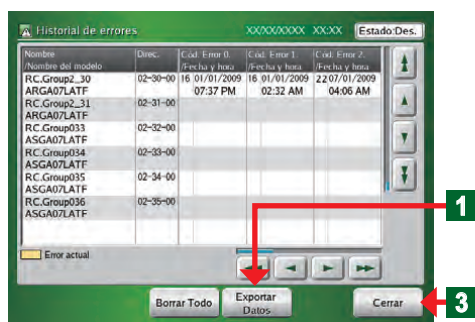 Historial de errores XX/XX/XXXX XX:XX Estado:Des.
Nombre Direc. Cód. Error 0. Cód. Error 1. Cód. Error 2.
/Nombre del modelo /Fecha y hora /Fecha y hora /Fecha y hora
RC.Group2_30 02-30-00 16 01/01/2009 16 01/01/2009 22 07/01/2009
ARGA07LATF 07:37 PM 02:32 AM 04:06 AM
RC.Group2_31 02-31-00
ARGA07LATF
RC.Group033 02-32-00
ASGA07LATF
RC.Group034 02-33-00
ASGA07LATF
RC.Group035 02-34-00
ASGA07LATF
RC.Group036 02-35-00
ASGA07LATF
1
Error actual
Borrar Todo Exportar Datos Cerrar 3